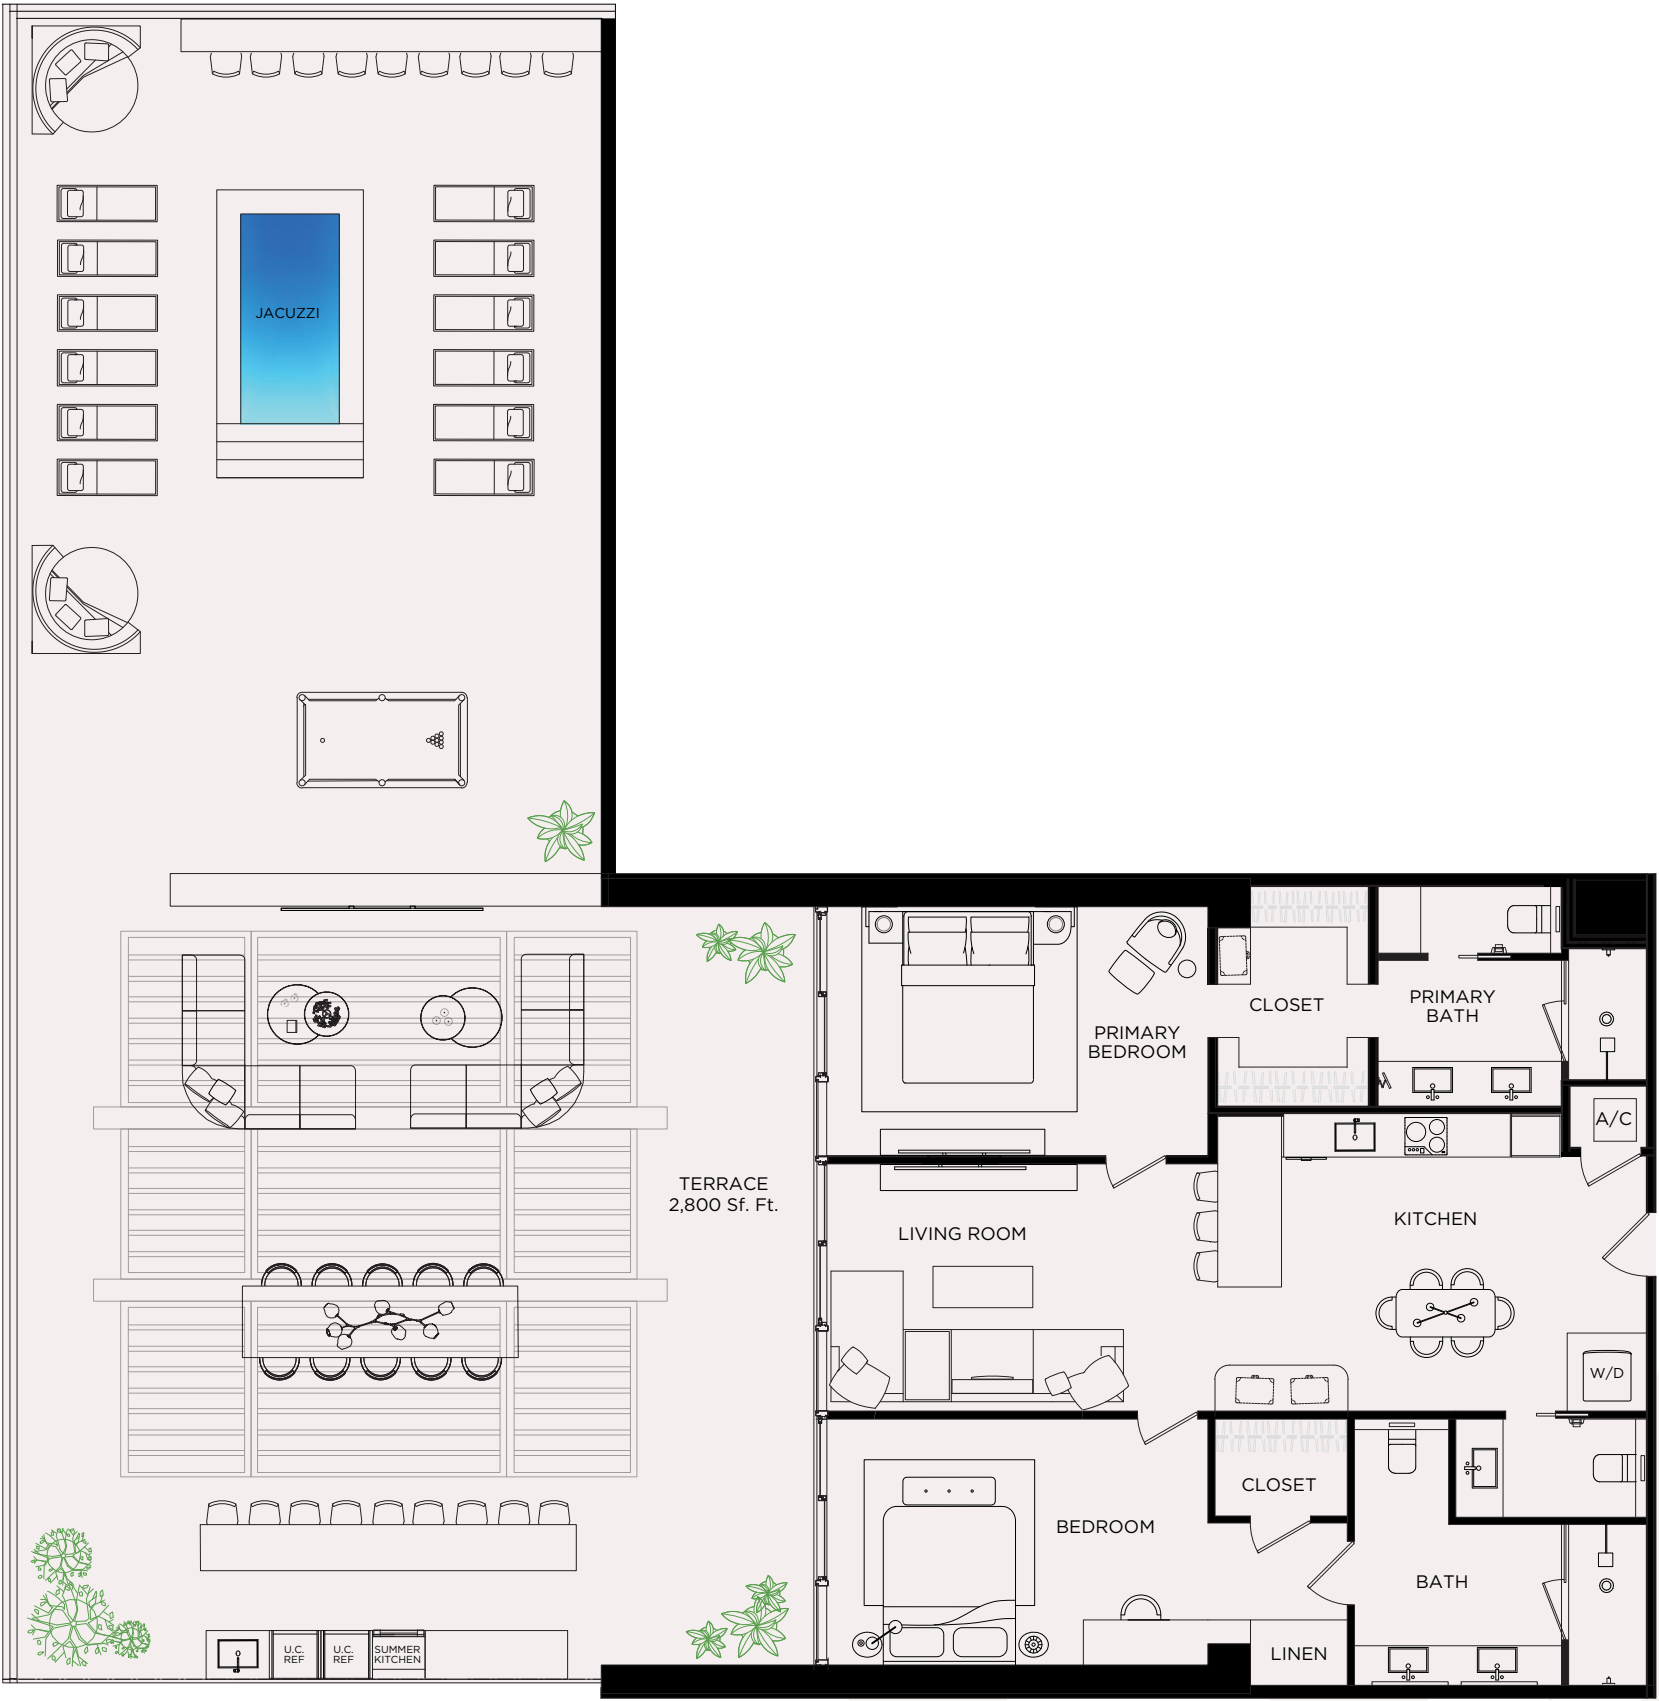 JACUZZI
CLOSET
PRIMARY
BATH
PRIMARY
BEDROOM
A/C
TERRACE
2,800 Sf. Ft.
LIVING ROOM
KITCHEN
W/D
CLOSET
BEDROOM
BATH
U.C.
REF
U.C.
REF
SUMMER
KITCHEN
LINEN